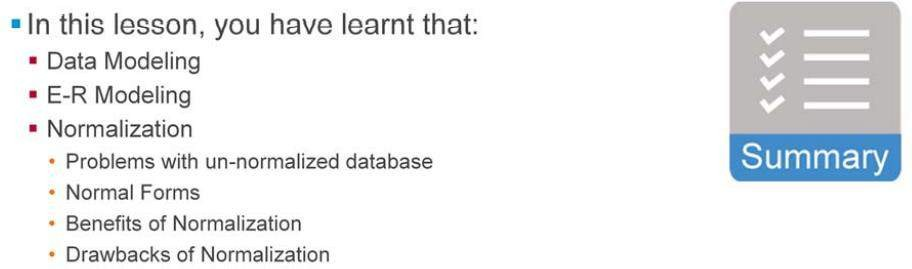 In this lesson, you have learnt that:
Data Modeling
E-R Modeling
Normalization
Problems with un-normalized database
Normal Forms
Benefits of Normalization
Drawbacks of Normalization
Summary